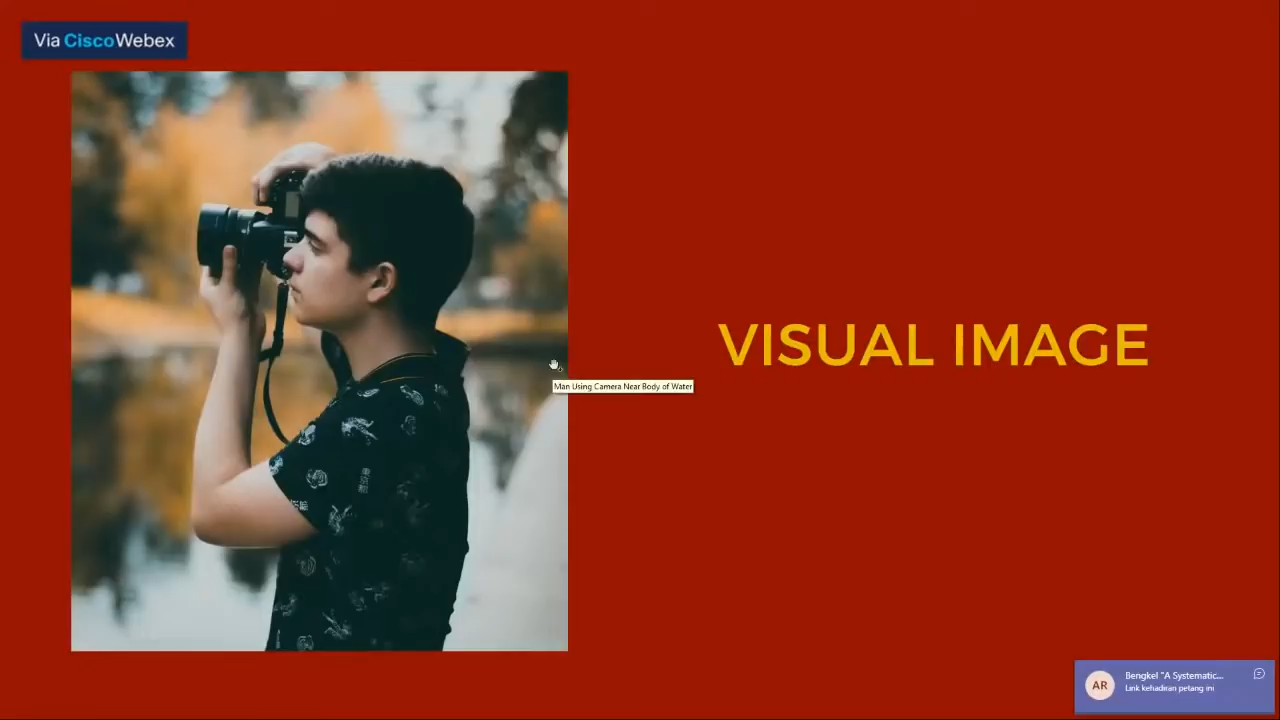 Via CiscoWebex
VISUAL IMAGE
Man Using Camera Near Body of Water
AR
Bengkel "A Systematic...
Link kehadiran petang ini